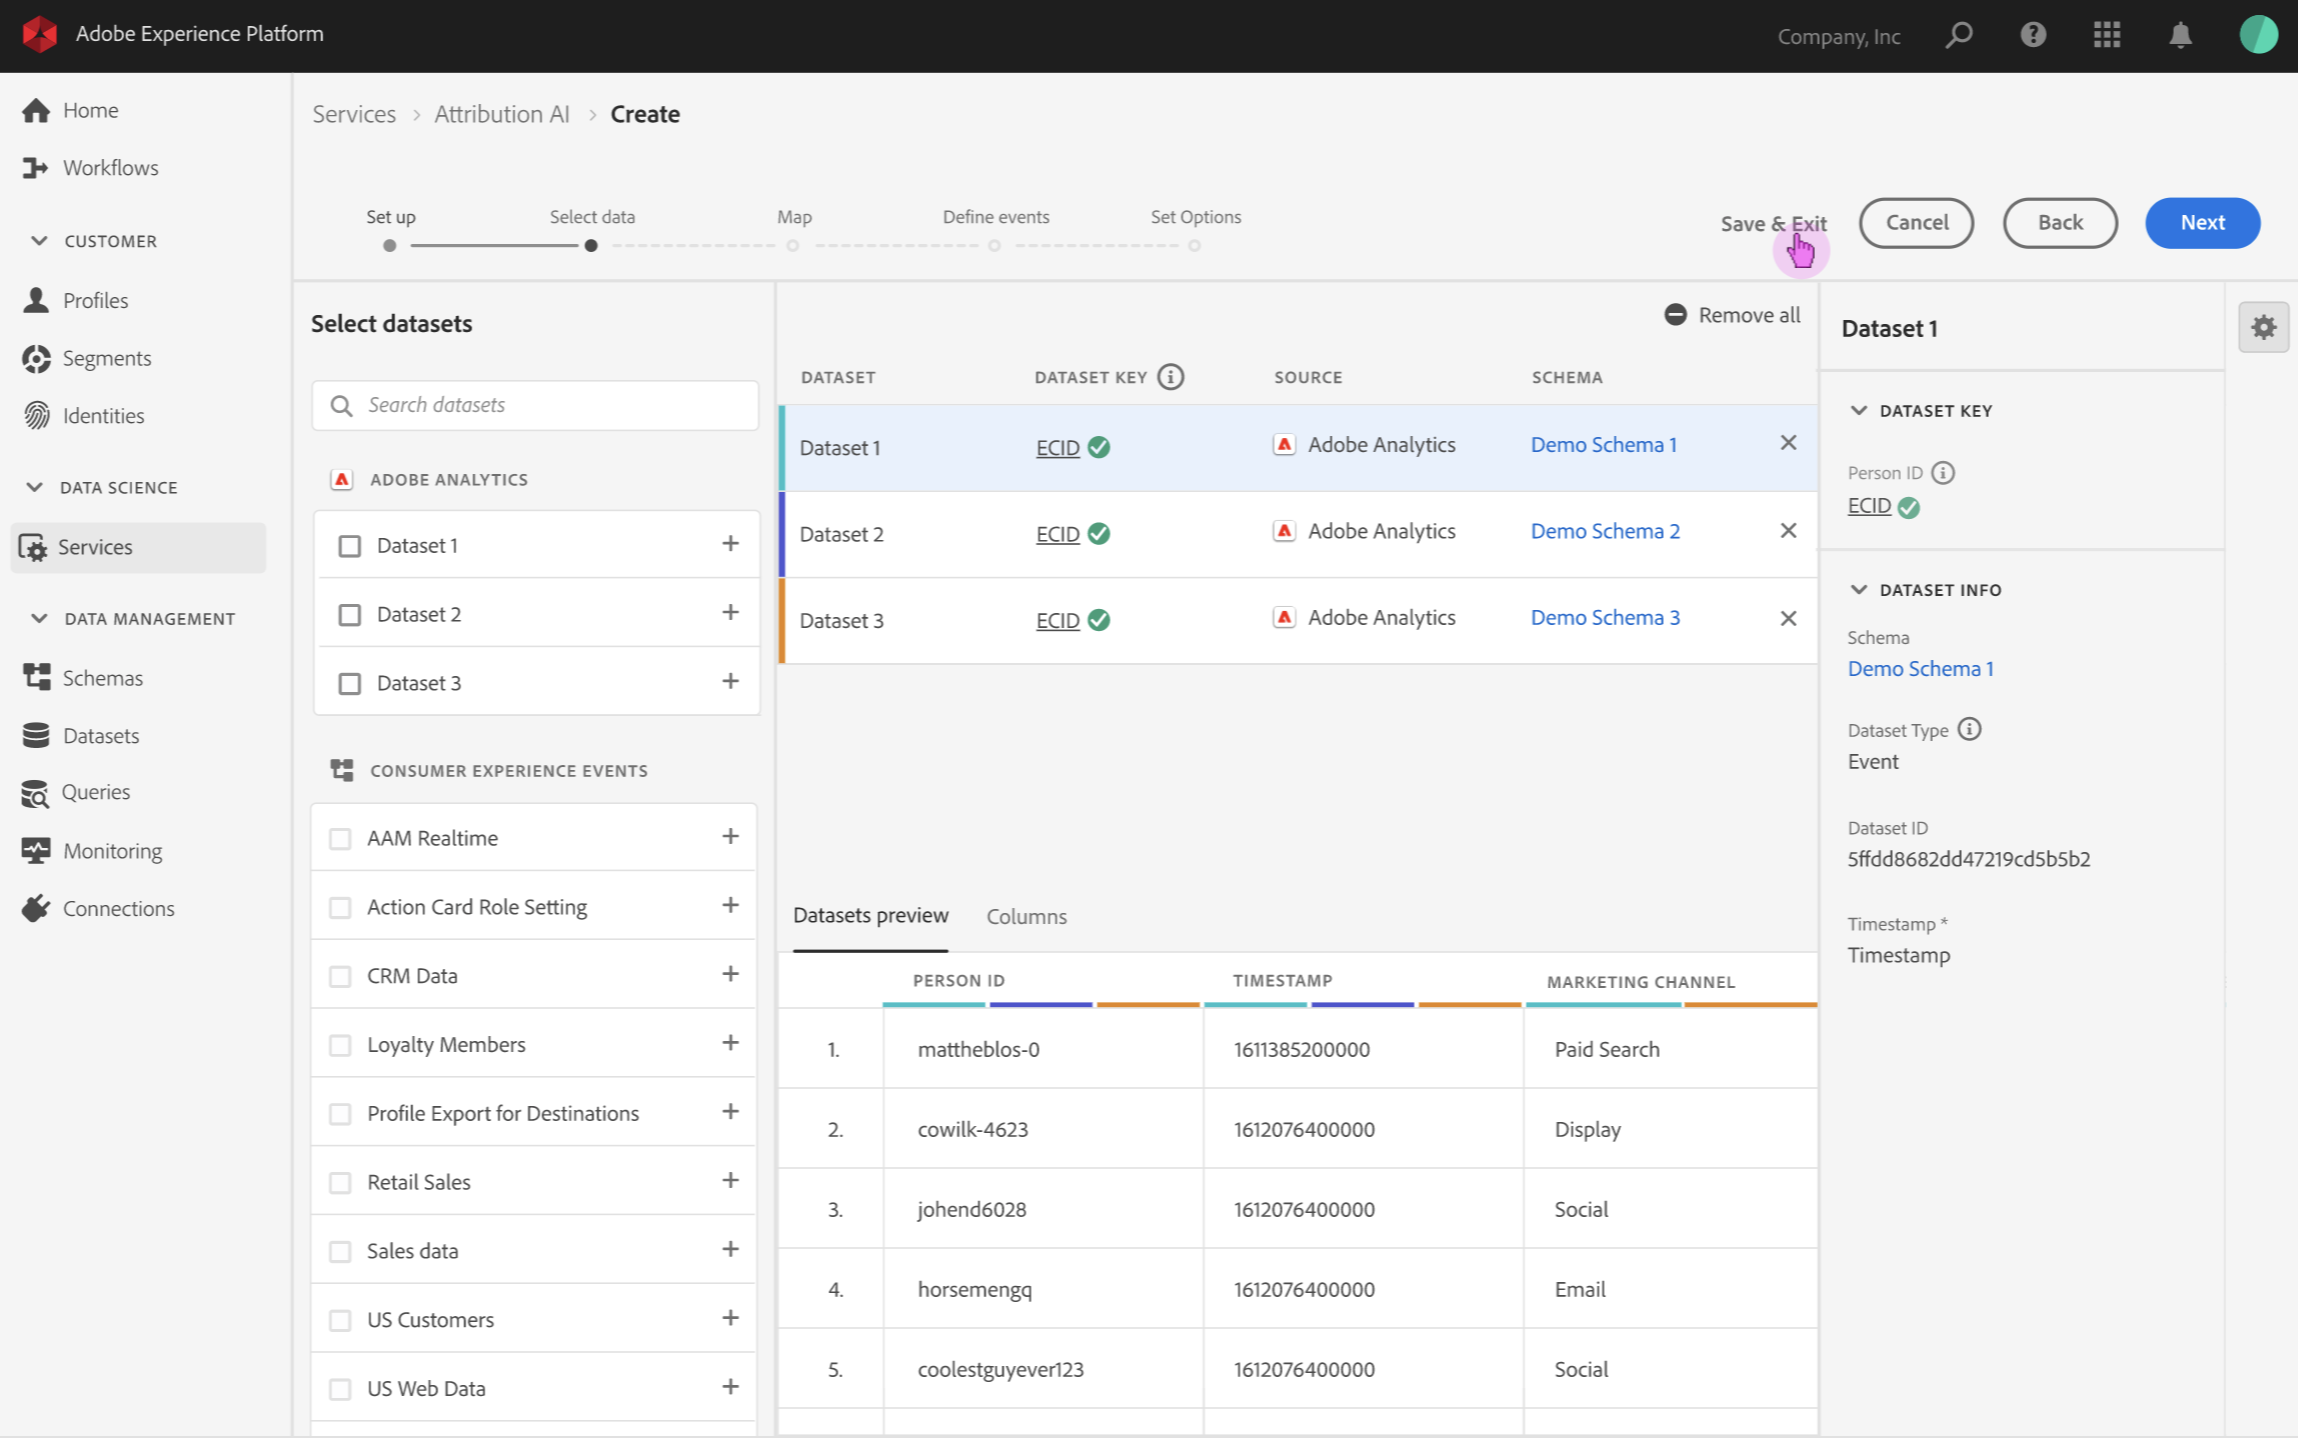 Adobe Experience Platform
Company, Inc
Home
Workflows
CUSTOMER
Profiles
Segments
Identities
DATA SCIENCE
Services
DATA MANAGEMENT
Schemas
Datasets
Queries
Monitoring
Connections
Services > Attribution AI > Create
Set up Select data Map Define events Set Options
Save & Exit
Cancel
Back
Next
Select datasets
Search datasets
ADOBE ANALYTICS
Dataset 1
Dataset 2
Dataset 3
CONSUMER EXPERIENCE EVENTS
AAM Realtime
Action Card Role Setting
CRM Data
Loyalty Members
Profile Export for Destinations
Retail Sales
Sales data
US Customers
US Web Data
Remove all
DATASET DATASET KEY SOURCE SCHEMA
Dataset 1 ECID Adobe Analytics Demo Schema 1
Dataset 2 ECID Adobe Analytics Demo Schema 2
Dataset 3 ECID Adobe Analytics Demo Schema 3
Datasets preview Columns
PERSON ID TIMESTAMP MARKETING CHANNEL
1. mattheblos-0 1611385200000 Paid Search
2. cowilk-4623 1612076400000 Display
3. johend6028 1612076400000 Social
4. horsemengq 1612076400000 Email
5. coolestguyever123 1612076400000 Social
Dataset 1
DATASET KEY
Person ID
ECID
DATASET INFO
Schema
Demo Schema 1
Dataset Type
Event
Dataset ID
5ffdd8682dd47219cd5b5b2
Timestamp *
Timestamp